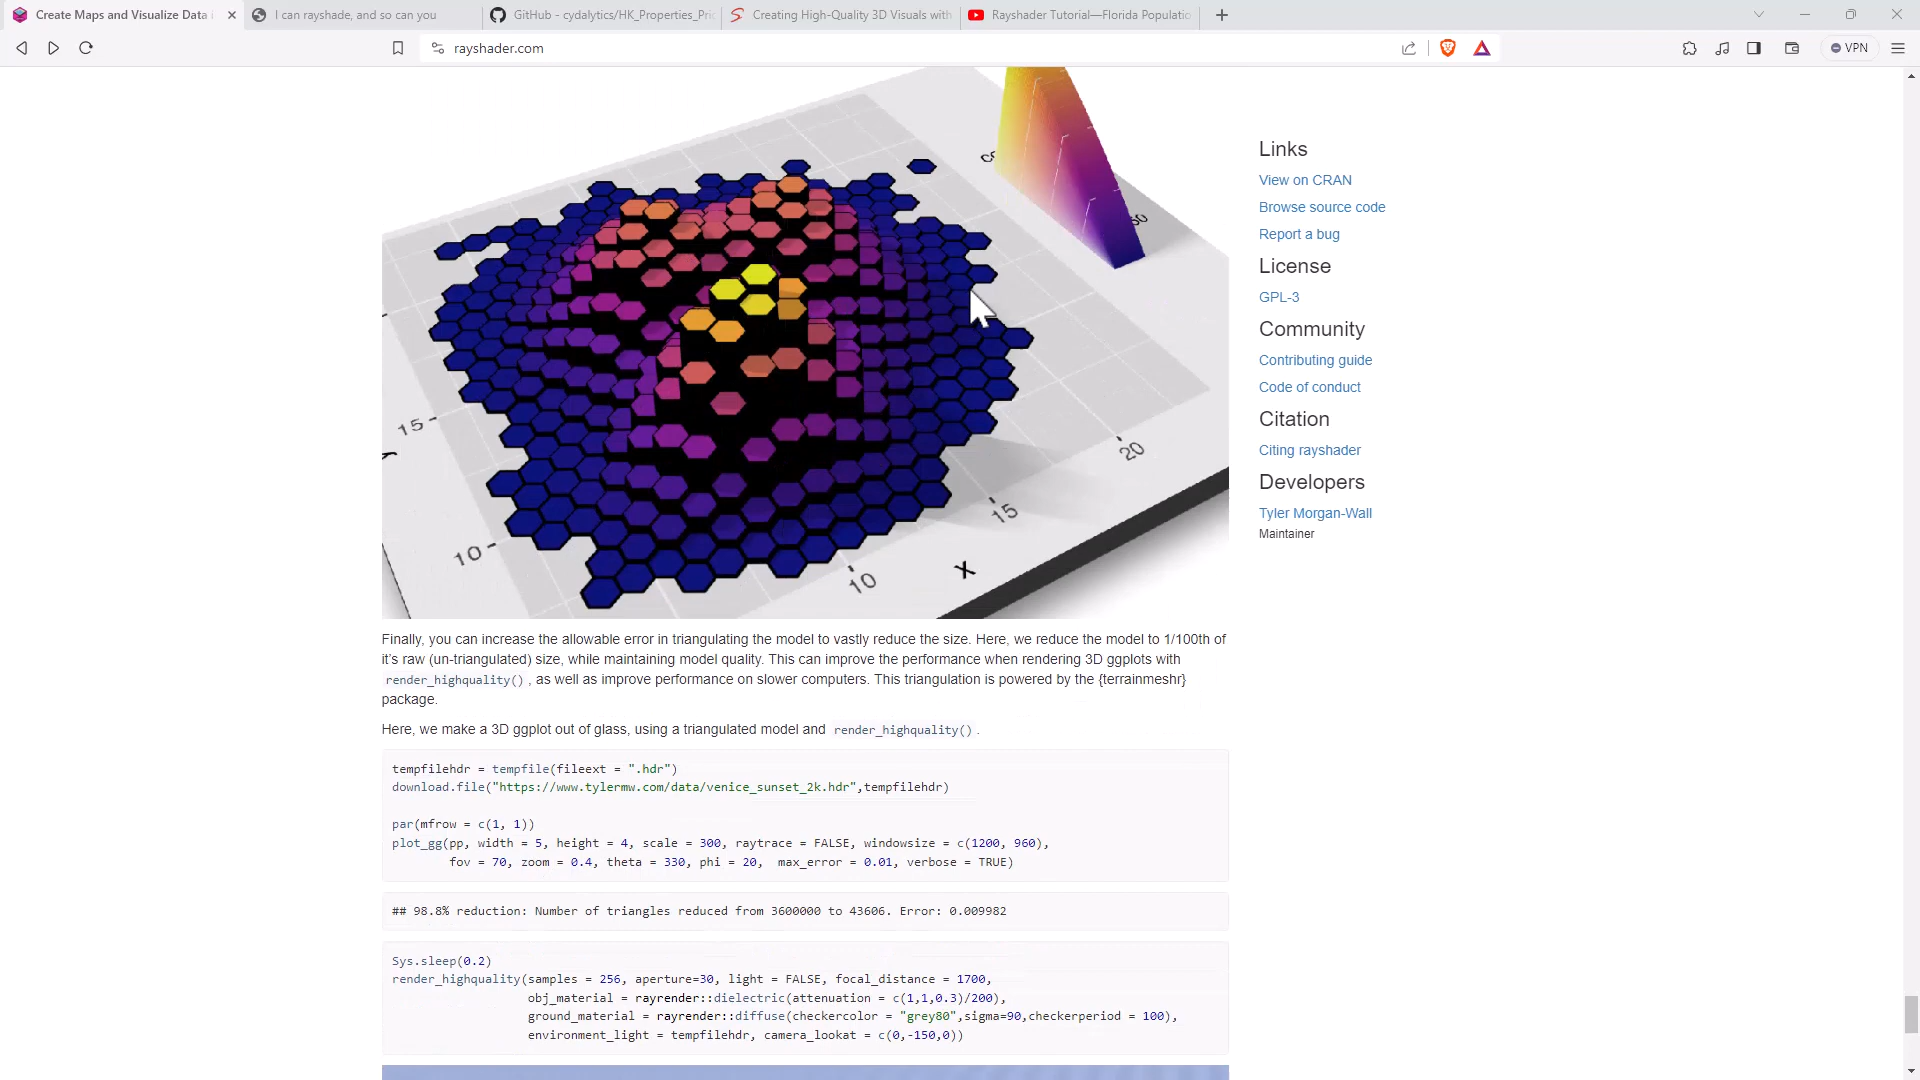 Create Maps and Visualize Data i
I can rayshade, and so can you
GitHub - cydalytics/HK_Properties_Pric
Creating High-Quality 3D Visuals with
Rayshader Tutorial—Florida Populatio
rayshader.com
VPN
15
10
10
15
20
x
Links
View on CRAN
Browse source code
Report a bug
License
GPL-3
Community
Contributing guide
Code of conduct
Citation
Citing rayshader
Developers
Tyler Morgan-Wall
Maintainer
Finally, you can increase the allowable error in triangulating the model to vastly reduce the size. Here, we reduce the model to 1/100th of
it's raw (un-triangulated) size, while maintaining model quality. This can improve the performance when rendering 3D ggplots with
render_highquality() , as well as improve performance on slower computers. This triangulation is powered by the {terrainmeshr}
package.
Here, we make a 3D ggplot out of glass, using a triangulated model and render_highquality() .
tempfilehdr = tempfile(fileext = ".hdr")
download.file("https://www.tylermw.com/data/venice_sunset_2k.hdr",tempfilehdr)
par(mfrow = c(1, 1))
plot_gg(pp, width = 5, height = 4, scale = 300, raytrace = FALSE, windowsize = c(1200, 960),
fov = 70, zoom = 0.4, theta = 330, phi = 20,  max_error = 0.01, verbose = TRUE)
## 98.8% reduction: Number of triangles reduced from 3600000 to 43606. Error: 0.009982
Sys.sleep(0.2)
render_highquality(samples = 256, aperture=30, light = FALSE, focal_distance = 1700,
obj_material = rayrender::dielectric(attenuation = c(1,1,0.3)/200),
ground_material = rayrender::diffuse(checkercolor = "grey80",sigma=90,checkerperiod = 100),
environment_light = tempfilehdr, camera_lookat = c(0,-150,0))